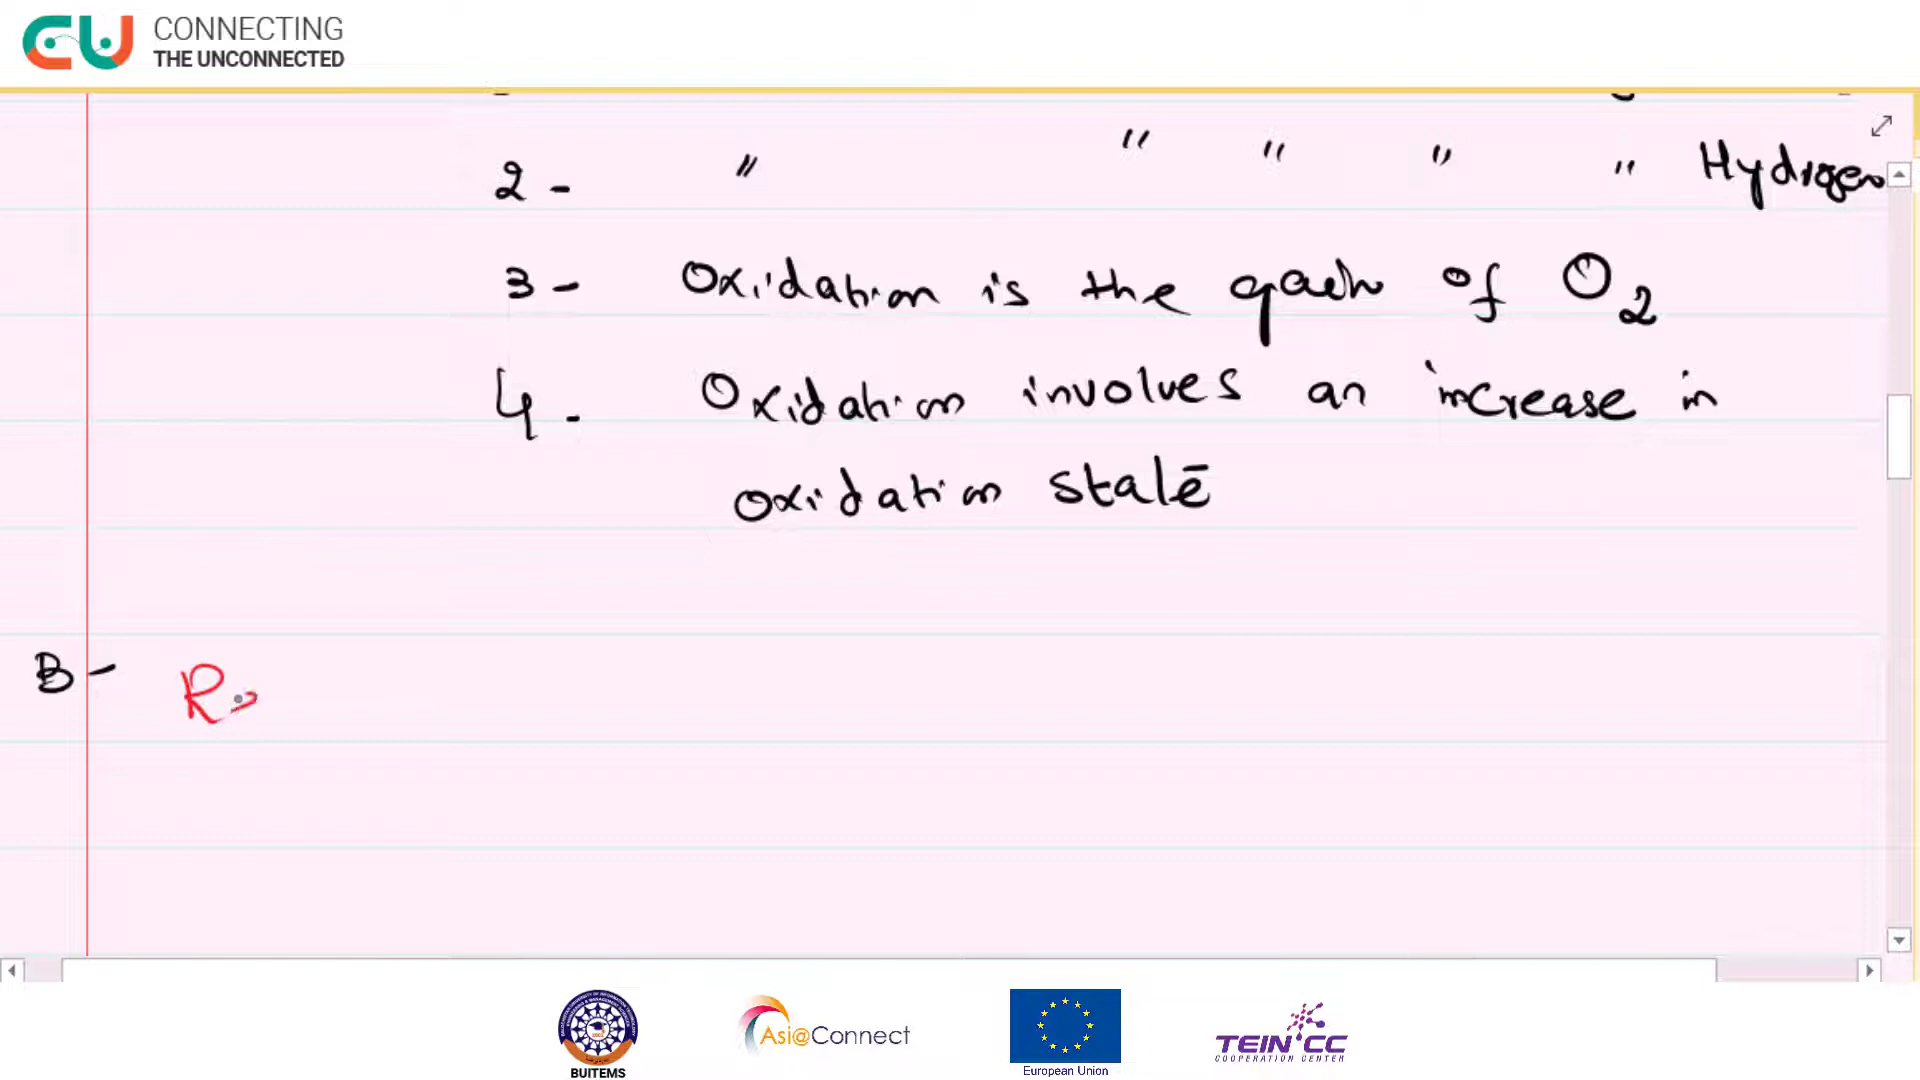 CONNECTING
THE UNCONNECTED
2 - " " " " " Hydrogen
3 - Oxidation is the gain of O2
4 - Oxidation involves an increase in
oxidation state
B - R
BUITEMS
Asi@Connect
European Union
TEIN*CC
COOPERATION CENTER